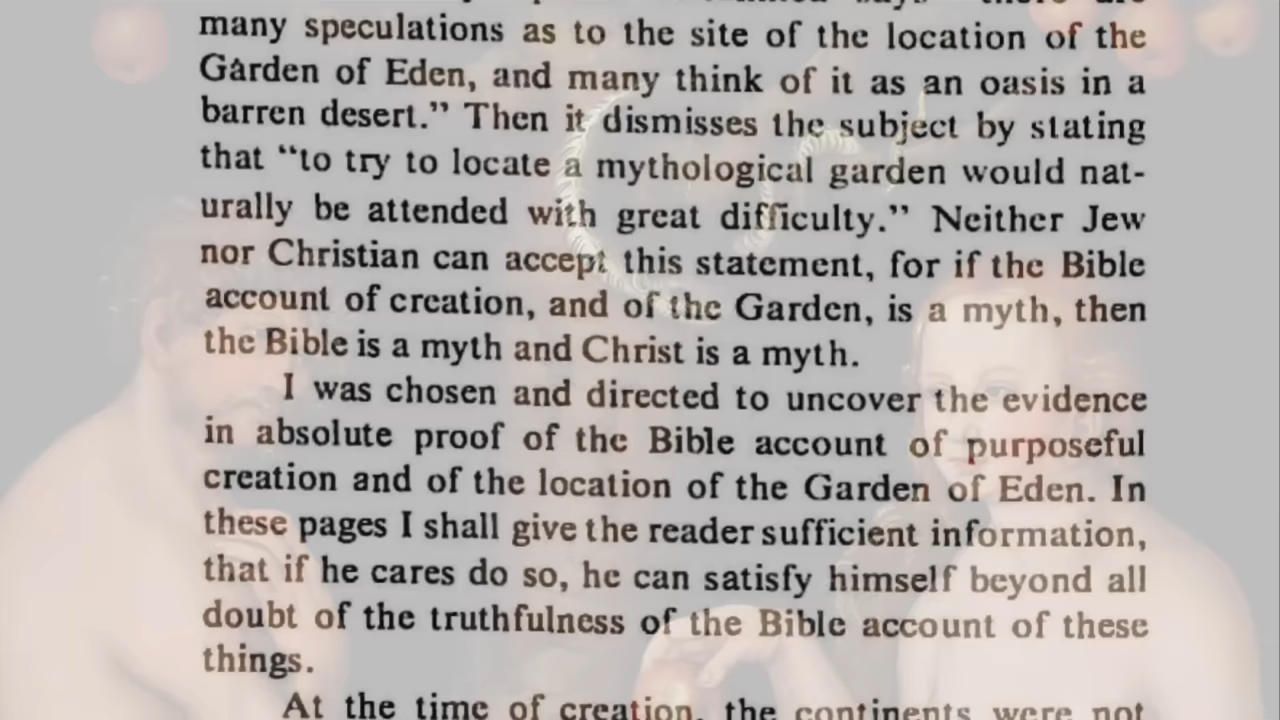 many speculations as to the site of the location of the
Garden of Eden, and many think of it as an oasis in a
barren desert.” Then it dismisses the subject by stating
that “to try to locate a mythological garden would nat-
urally be attended with great difficulty.” Neither Jew
nor Christian can accept this statement, for if the Bible
account of creation, and of the Garden, is a myth, then
the Bible is a myth and Christ is a myth.
I was chosen and directed to uncover the evidence
in absolute proof of the Bible account of purposeful
creation and of the location of the Garden of Eden. In
these pages I shall give the reader sufficient information,
that if he cares do so, he can satisfy himself beyond all
doubt of the truthfulness of the Bible account of these
things.
At the time of creation, the continents were not